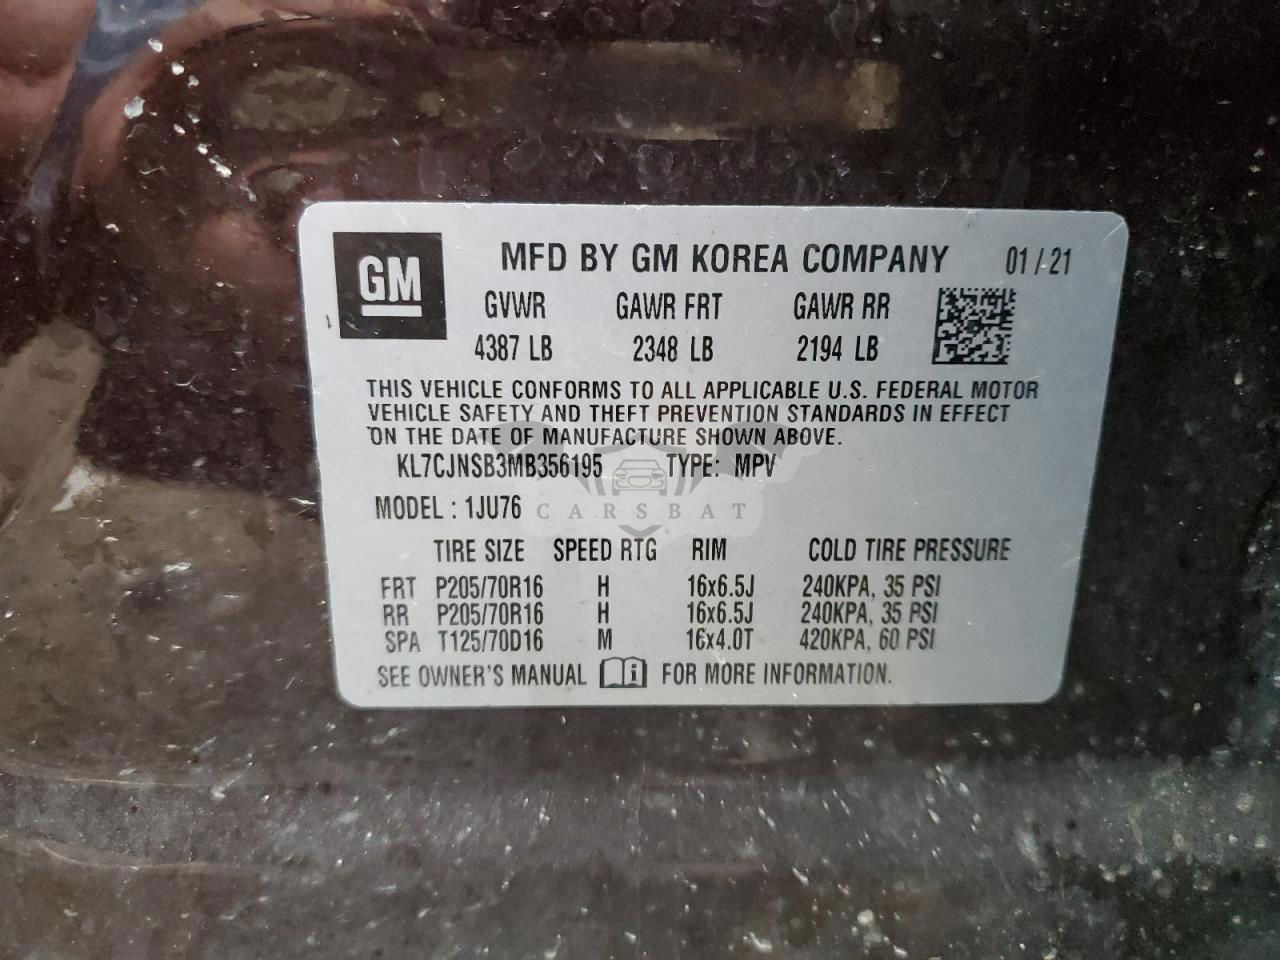 GM
MFD BY GM KOREA COMPANY 01/21
GVWR GAWR FRT GAWR RR
4387 LB 2348 LB 2194 LB
THIS VEHICLE CONFORMS TO ALL APPLICABLE U.S. FEDERAL MOTOR
VEHICLE SAFETY AND THEFT PREVENTION STANDARDS IN EFFECT
ON THE DATE OF MANUFACTURE SHOWN ABOVE.
KL7CJNSB3MB356195 TYPE: MPV
MODEL : 1JU76
CARSBAT
TIRE SIZE SPEED RTG RIM COLD TIRE PRESSURE
FRT P205/70R16 H 16x6.5J 240KPA, 35 PSI
RR P205/70R16 H 16x6.5J 240KPA, 35 PSI
SPA T125/70D16 M 16x4.0T 420KPA, 60 PSI
SEE OWNER'S MANUAL i FOR MORE INFORMATION.